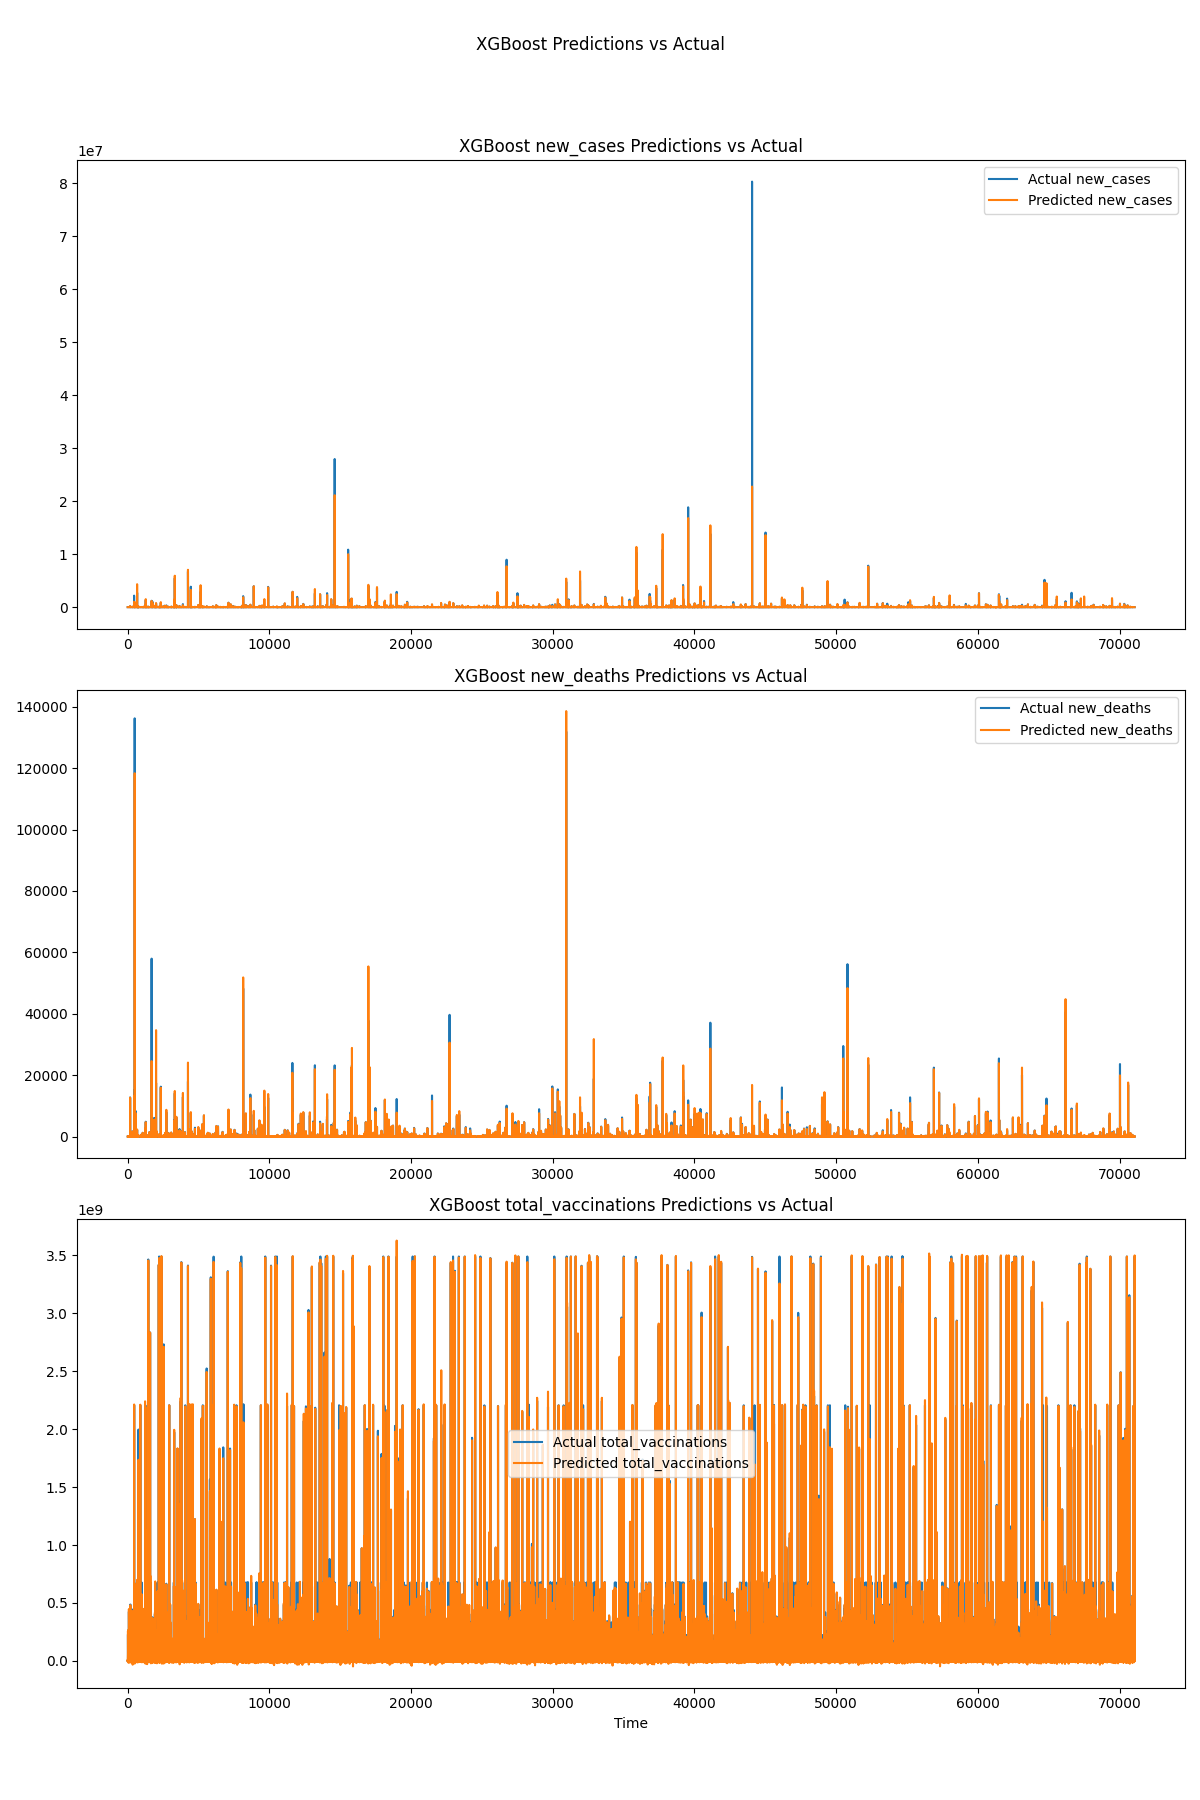 XGBoost Predictions vs Actual
XGBoost new_cases Predictions vs Actual
1e7
8
7
6
5
4
3
2
1
0
Actual new_cases
Predicted new_cases
0 10000 20000 30000 40000 50000 60000 70000
XGBoost new_deaths Predictions vs Actual
140000
120000
100000
80000
60000
40000
20000
0
Actual new_deaths
Predicted new_deaths
0 10000 20000 30000 40000 50000 60000 70000
XGBoost total_vaccinations Predictions vs Actual
1e9
3.5
3.0
2.5
2.0
1.5
1.0
0.5
0.0
Actual total_vaccinations
Predicted total_vaccinations
0 10000 20000 30000 40000 50000 60000 70000
Time